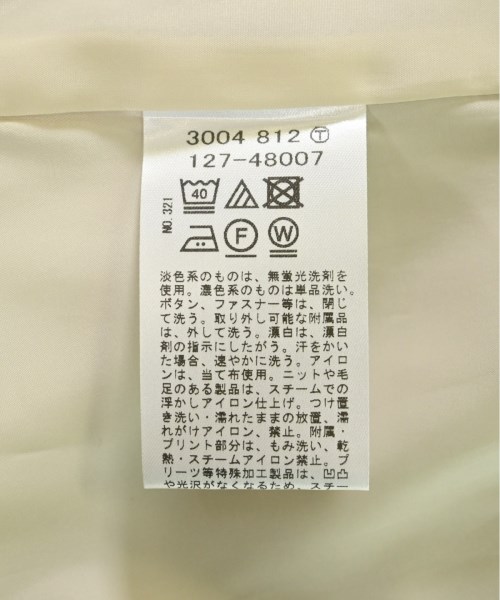 3004 812 Ⓣ
127-48007
NO.321
40
F
W
淡色系のものは、無蛍光洗剤を
使用。濃色系のものは単品洗い。
ボタン、ファスナー等は、閉じ
て洗う。取り外し可能な附属品
は、外して洗う。漂白は、漂白
剤の指示にしたがう。汗をかい
た場合、速やかに洗う。アイロ
ンは、当て布使用。ニットや毛
足のある製品は、スチームでの
浮かしアイロン仕上げ。つけ置
き洗い・濡れたままの放置、濡
れがけアイロン、禁止。附属・
プリント部分は、もみ洗い、乾
熱・スチームアイロン禁止。プ
リーツ等特殊加工製品は、凹凸
や光沢がなくなるため、スチー